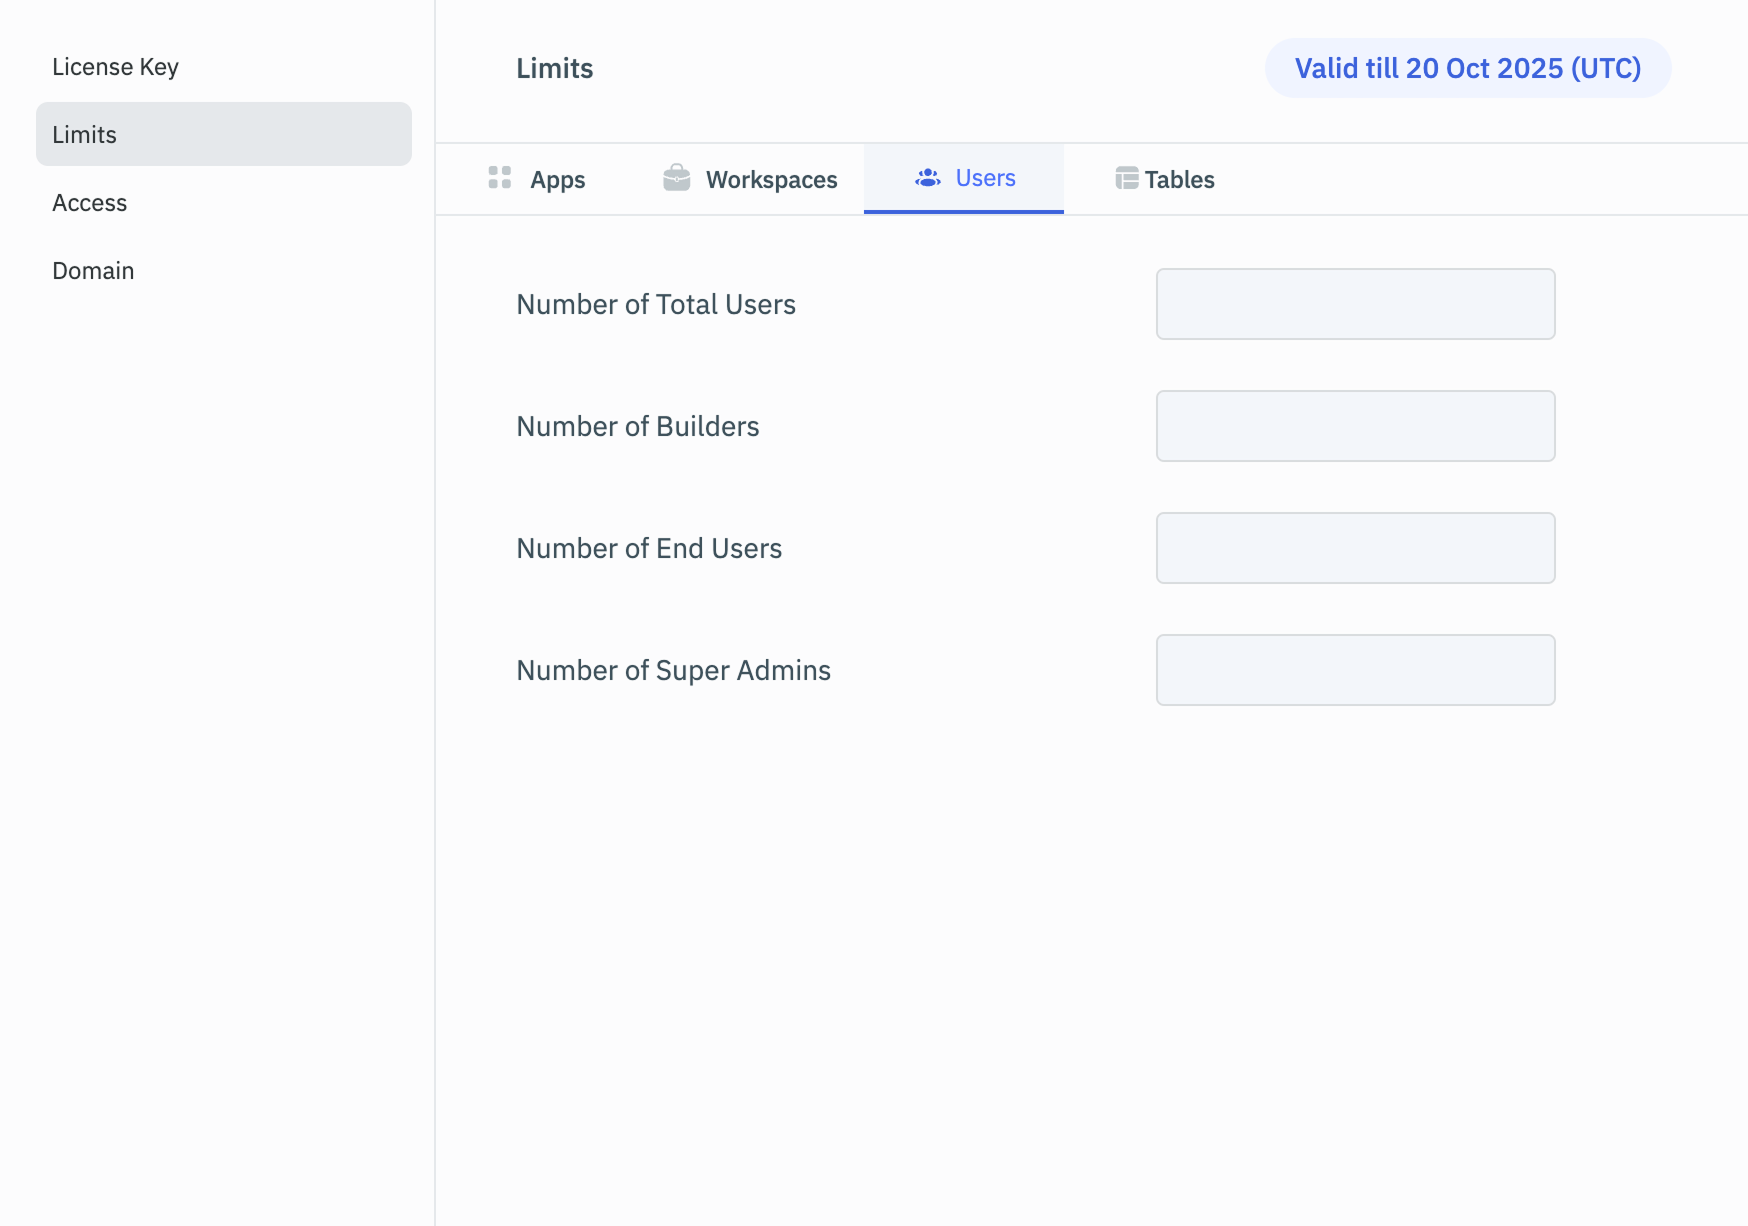 License Key
Limits
Access
Domain
Limits
Valid till 20 Oct 2025 (UTC)
Apps
Workspaces
Users
Tables
Number of Total Users
Number of Builders
Number of End Users
Number of Super Admins